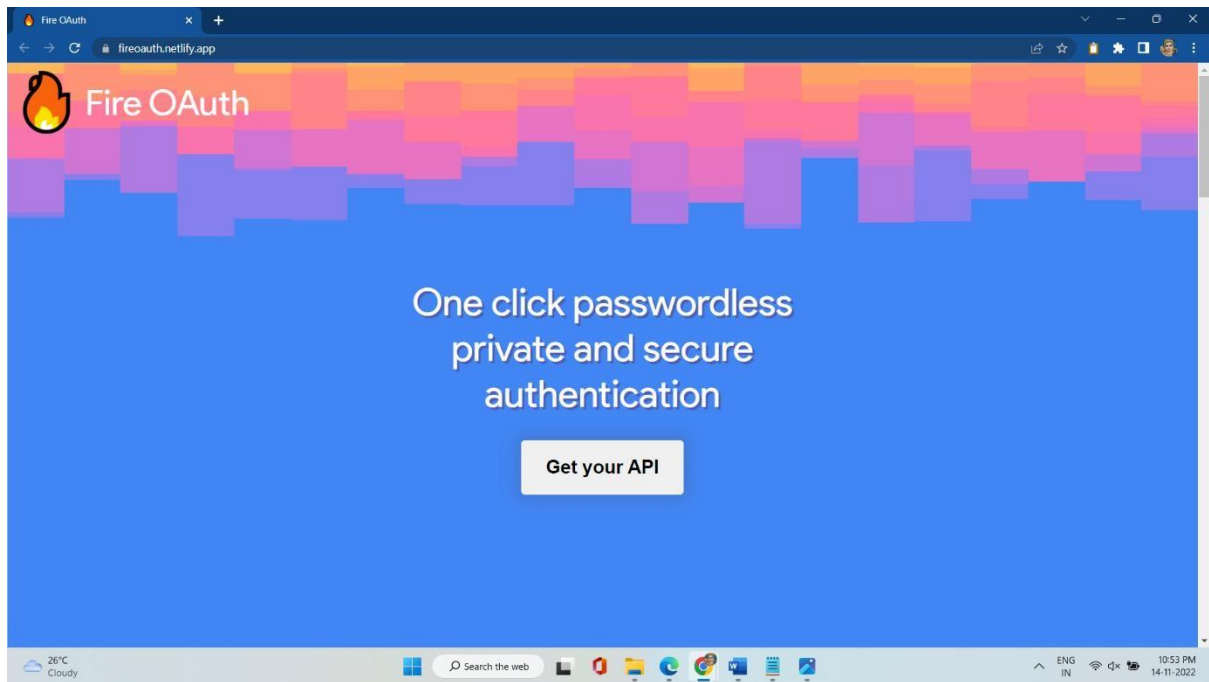 Fire OAuth
fireoauth.netlify.app
Fire OAuth
One click passwordless
private and secure
authentication
Get your API
26°C
Cloudy
Search the web
ENG
IN
10:53 PM
14-11-2022